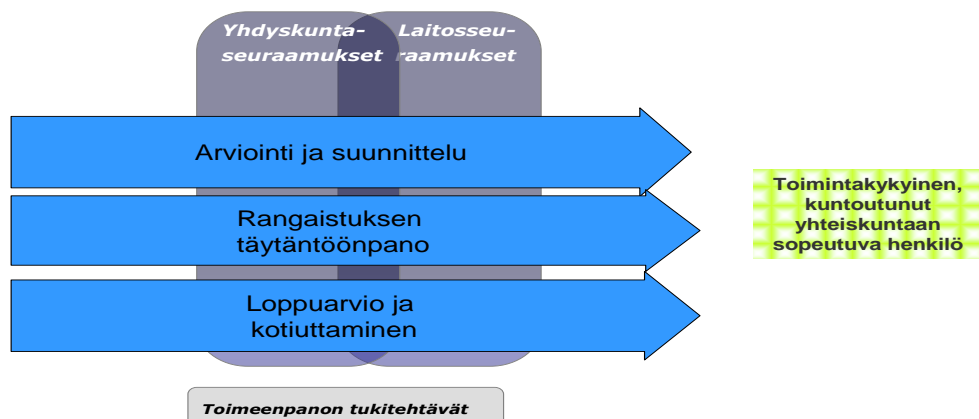 Yhdyskunta-
seuraamukset
Laitosseu-
raamukset
Arviointi ja suunnittelu
Rangaistuksen
täytäntöönpano
Loppuarvio ja
kotiuttaminen
Toimintakykyinen,
kuntoutunut
yhteiskuntaan
sopeutuva henkilö
Toimeenpanon tukitehtävät